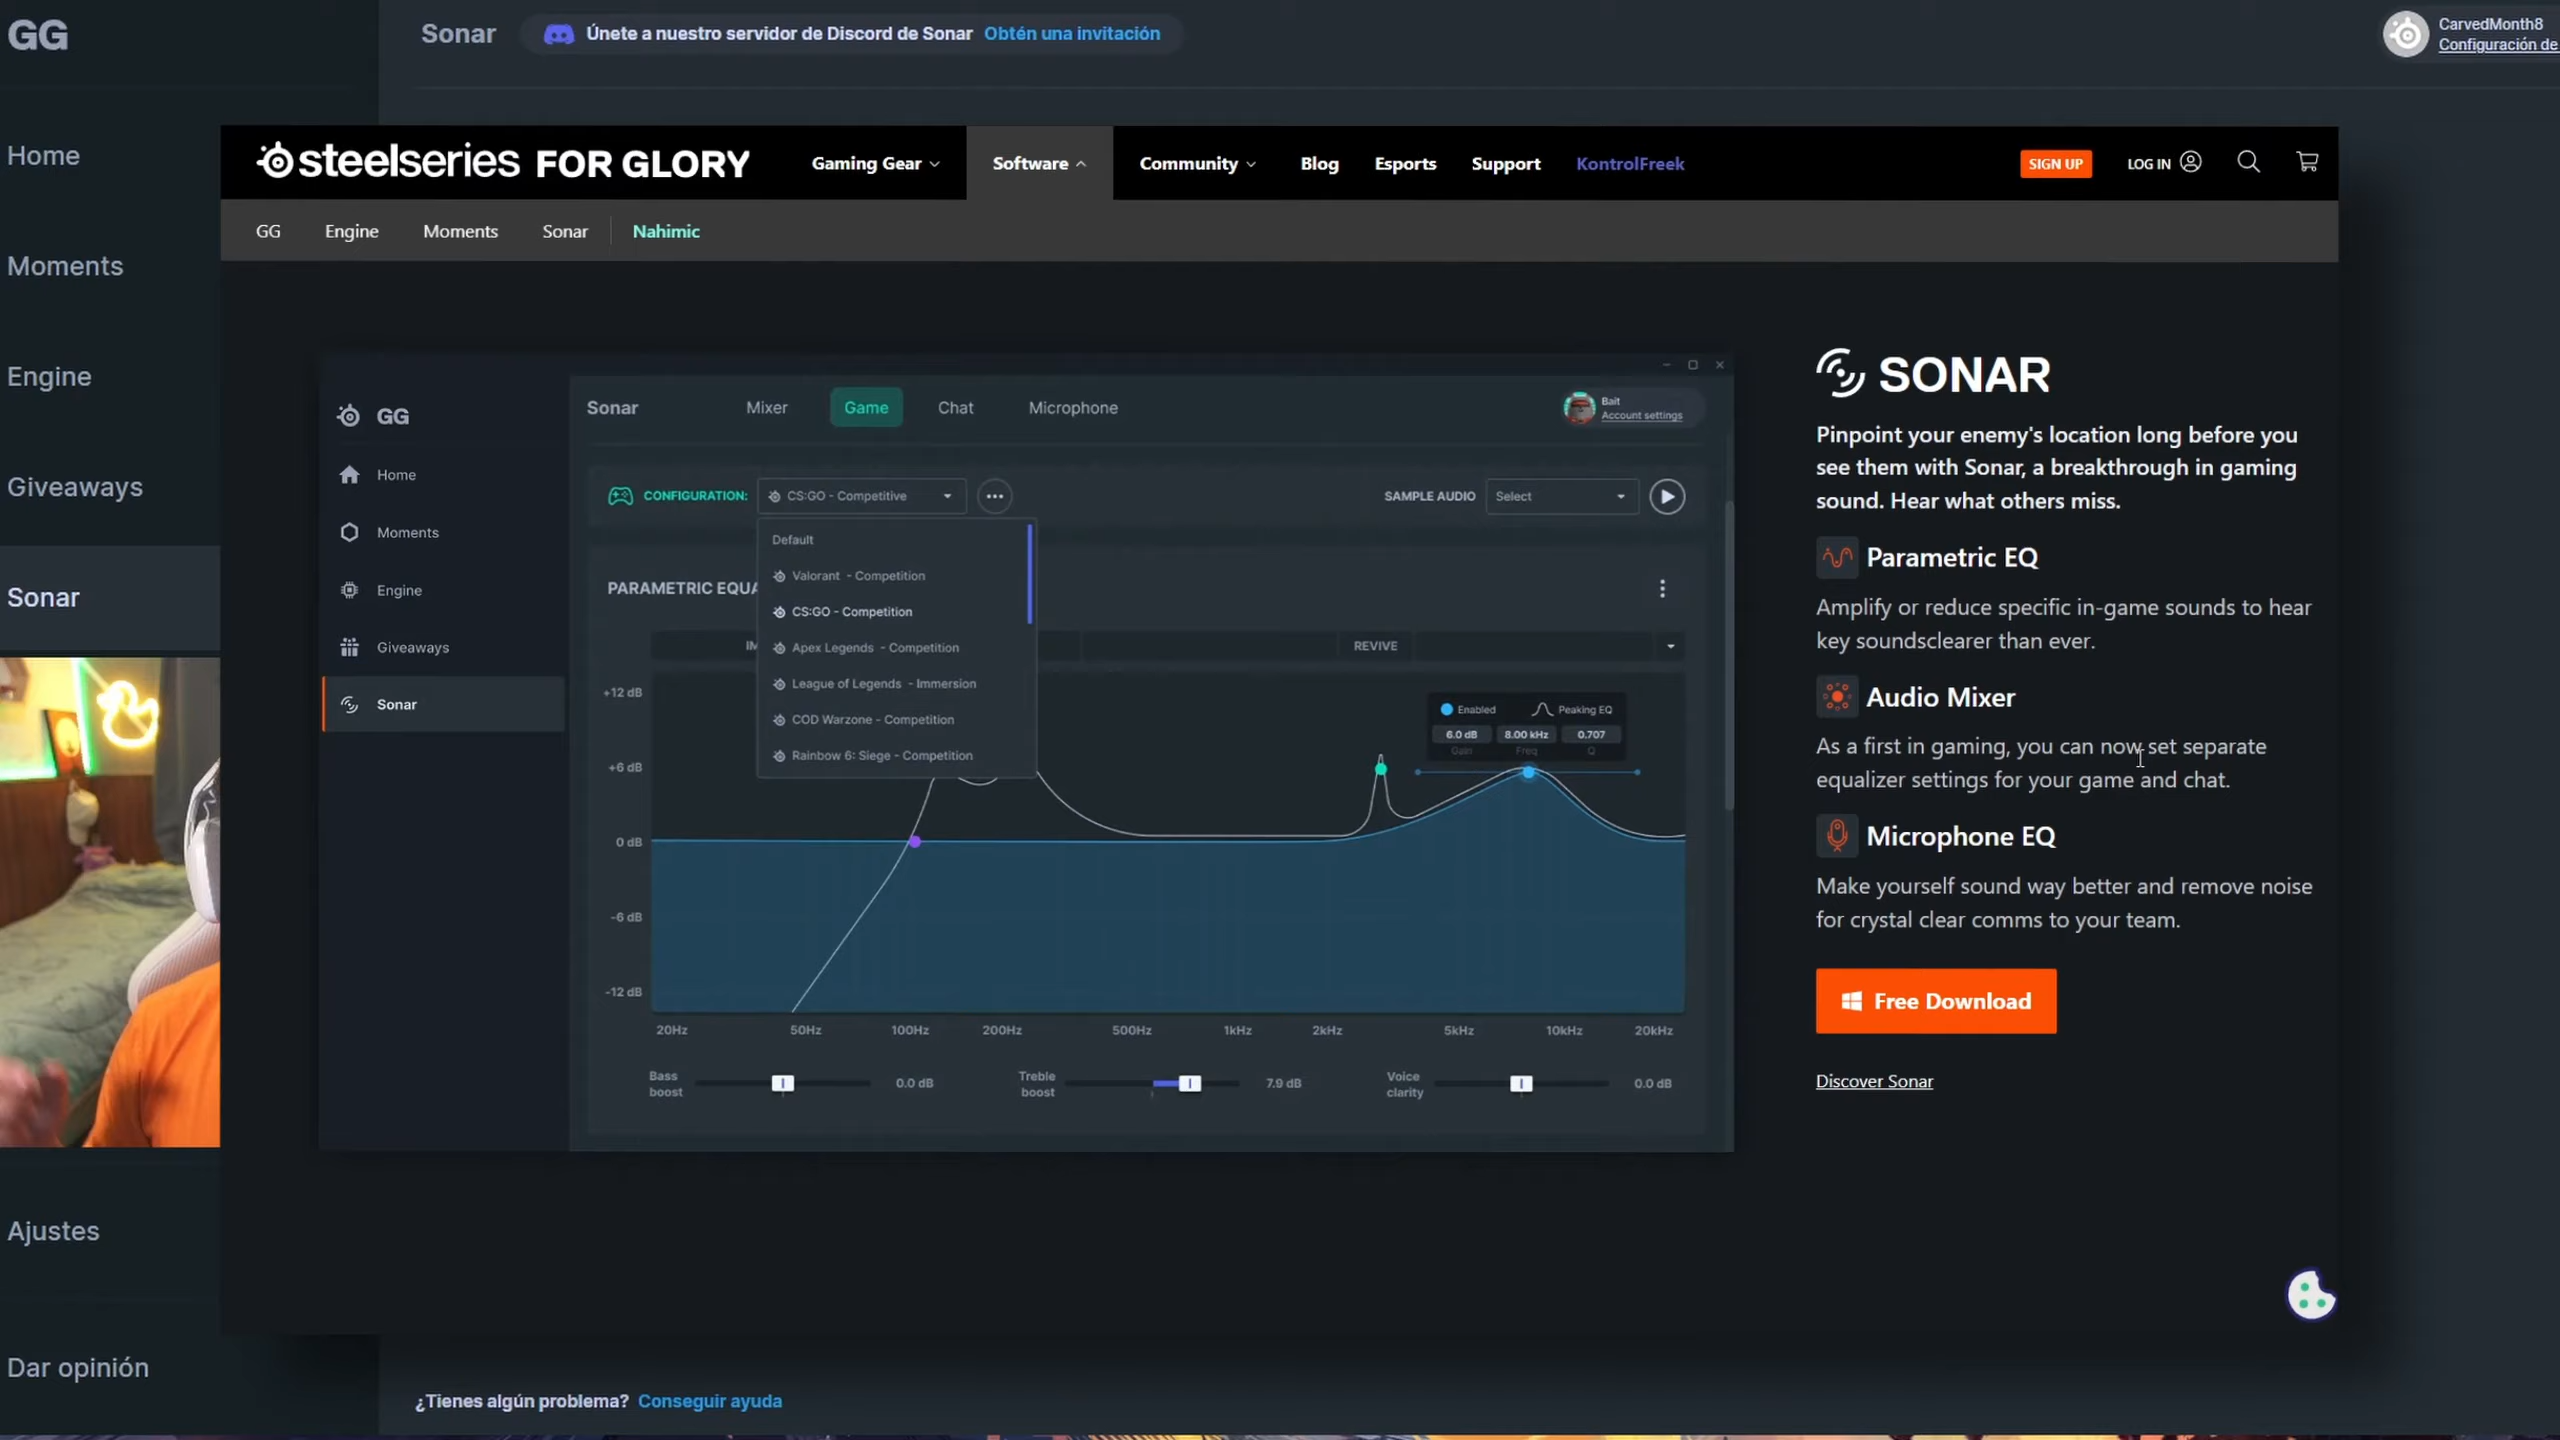 GG
Sonar
Únete a nuestro servidor de Discord de Sonar Obtén una invitación
CarvedMonth8
Configuración de
Home
Moments
Engine
Giveaways
Sonar
Ajustes
Dar opinión
steelseries FOR GLORY
Gaming Gear
Software
Community
Blog
Esports
Support
KontrolFreek
SIGN UP
LOG IN
GG
Engine
Moments
Sonar
Nahimic
GG
Home
Moments
Engine
Giveaways
Sonar
Sonar
Mixer
Game
Chat
Microphone
Bait
Account settings
CONFIGURATION:
CS:GO - Competitive
SAMPLE AUDIO
Select
Default
Valorant - Competition
CS:GO - Competition
Apex Legends - Competition
League of Legends - Immersion
COD Warzone - Competition
Rainbow 6: Siege - Competition
PARAMETRIC EQUA
IM
REVIVE
Enabled
Peaking EQ
6.0 dB
8.00 kHz
0.707
Gain
Freq
Q
+12 dB
+6 dB
0 dB
-6 dB
-12 dB
20Hz
50Hz
100Hz
200Hz
500Hz
1kHz
2kHz
5kHz
10kHz
20kHz
Bass
boost
0.0 dB
Treble
boost
7.9 dB
Voice
clarity
0.0 dB
SONAR
Pinpoint your enemy's location long before you
see them with Sonar, a breakthrough in gaming
sound. Hear what others miss.
Parametric EQ
Amplify or reduce specific in-game sounds to hear
key soundsclearer than ever.
Audio Mixer
As a first in gaming, you can now set separate
equalizer settings for your game and chat.
Microphone EQ
Make yourself sound way better and remove noise
for crystal clear comms to your team.
Free Download
Discover Sonar
¿Tienes algún problema? Conseguir ayuda